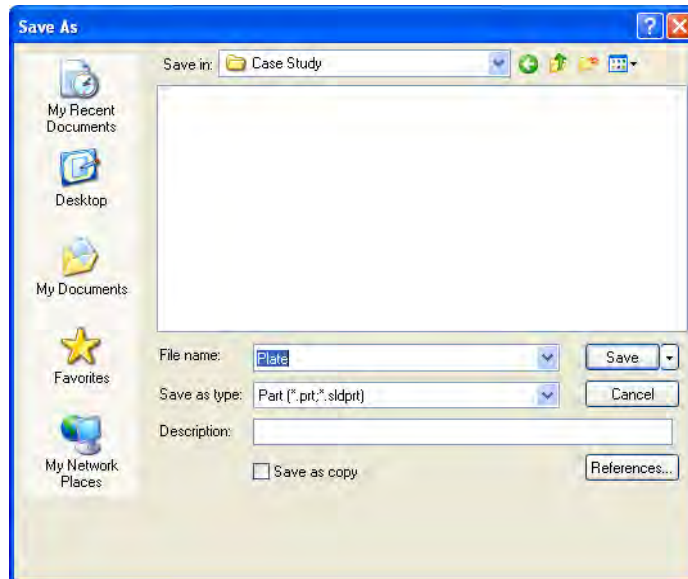 Save As
Save in: Case Study
My Recent
Documents
Desktop
My Documents
Favorites
My Network
Places
File name: Plate Save
Save as type: Part (*.prt;*.sldprt) Cancel
Description:
Save as copy References...